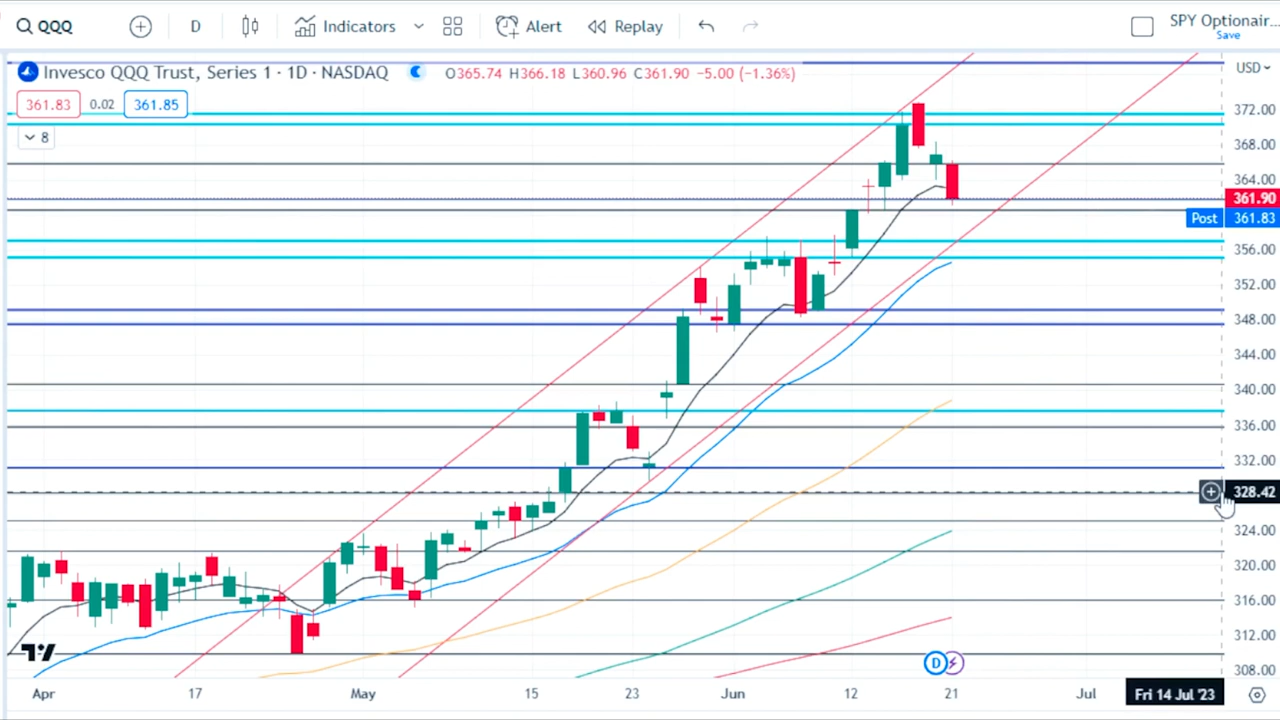 QQQ D Indicators Alert Replay SPY Optionair...
Save
Invesco QQQ Trust, Series 1 · 1D · NASDAQ O365.74 H366.18 L360.96 C361.90 −5.00 (−1.36%) USD
361.83 0.02 361.85
8
372.00
368.00
364.00
361.90
Post 361.83
356.00
352.00
348.00
344.00
340.00
336.00
332.00
328.42
324.00
320.00
316.00
312.00
308.00
D
Apr 17 May 15 23 Jun 12 21 Jul Fri 14 Jul '23